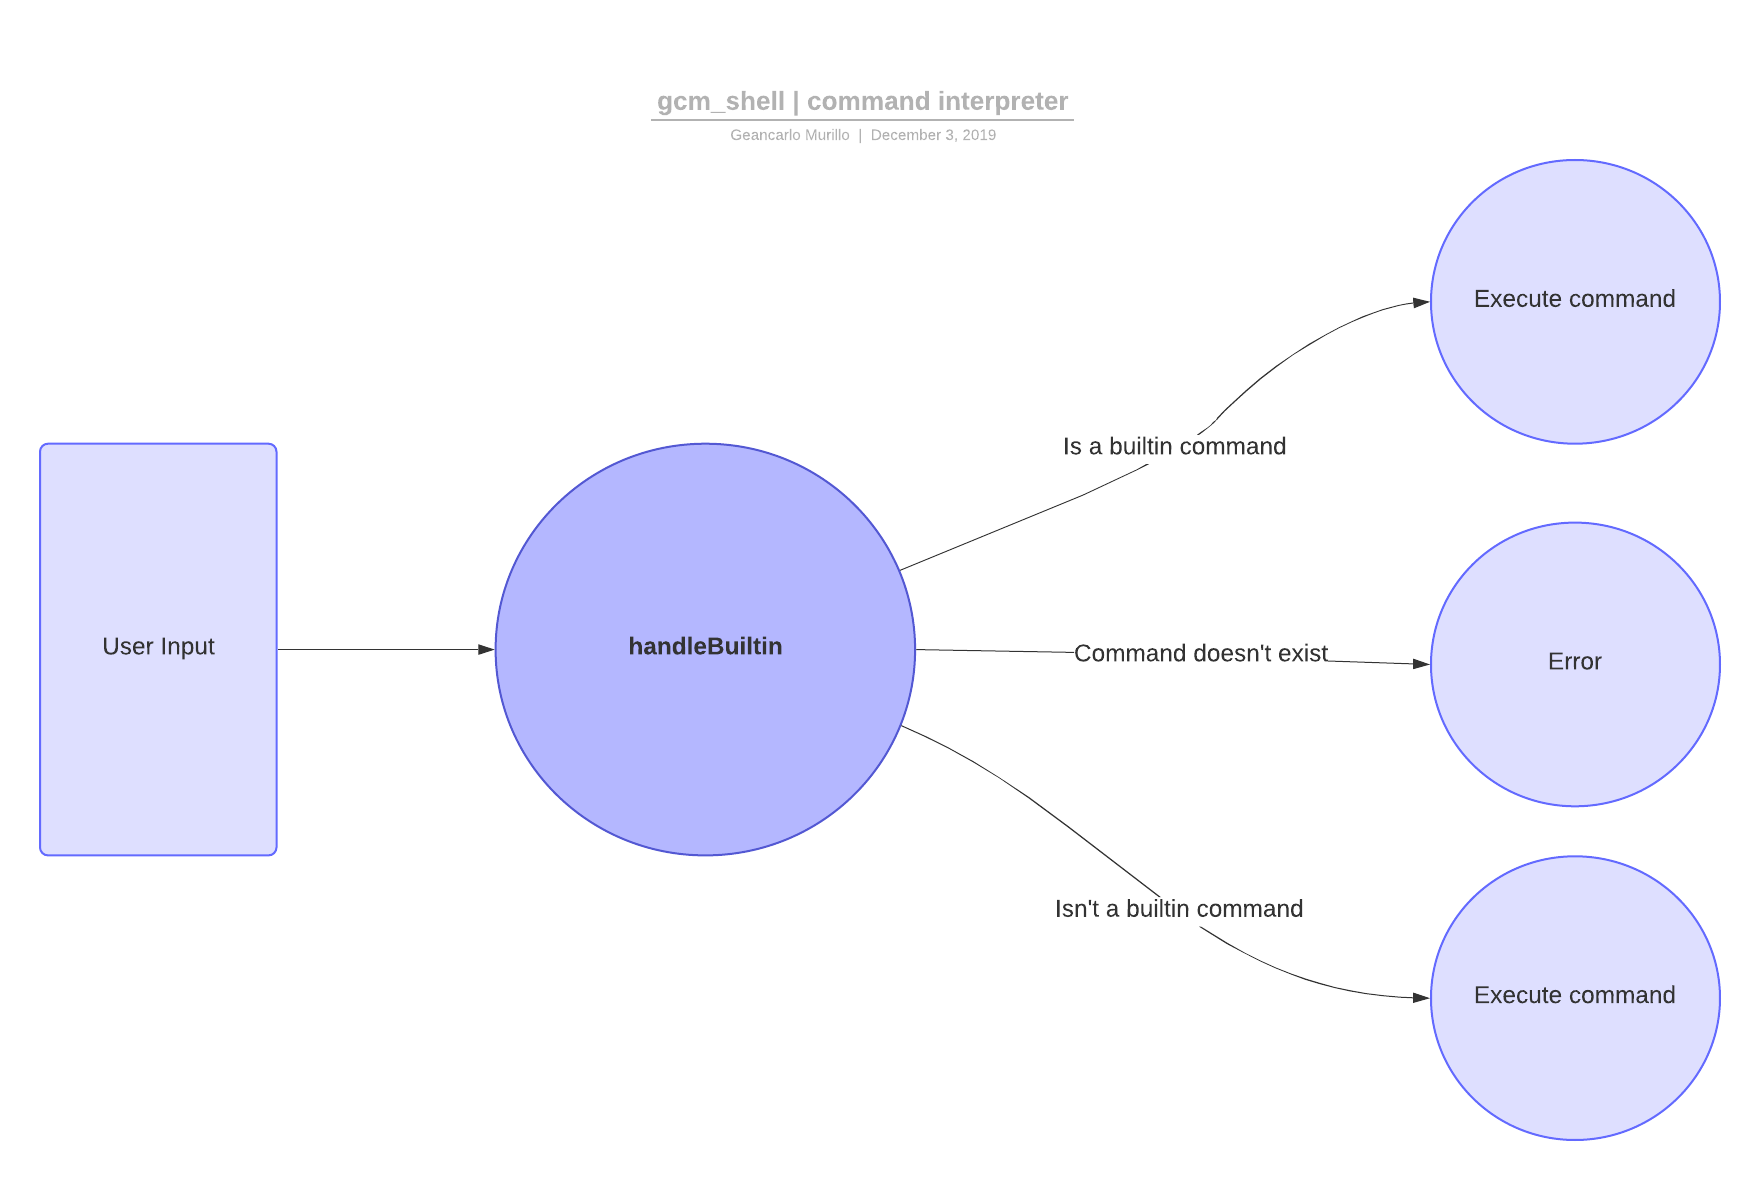 gcm_shell | command interpreter
Geancarlo Murillo | December 3, 2019
Execute command
Is a builtin command
User Input
handleBuiltin
Command doesn't exist
Error
Isn't a builtin command
Execute command